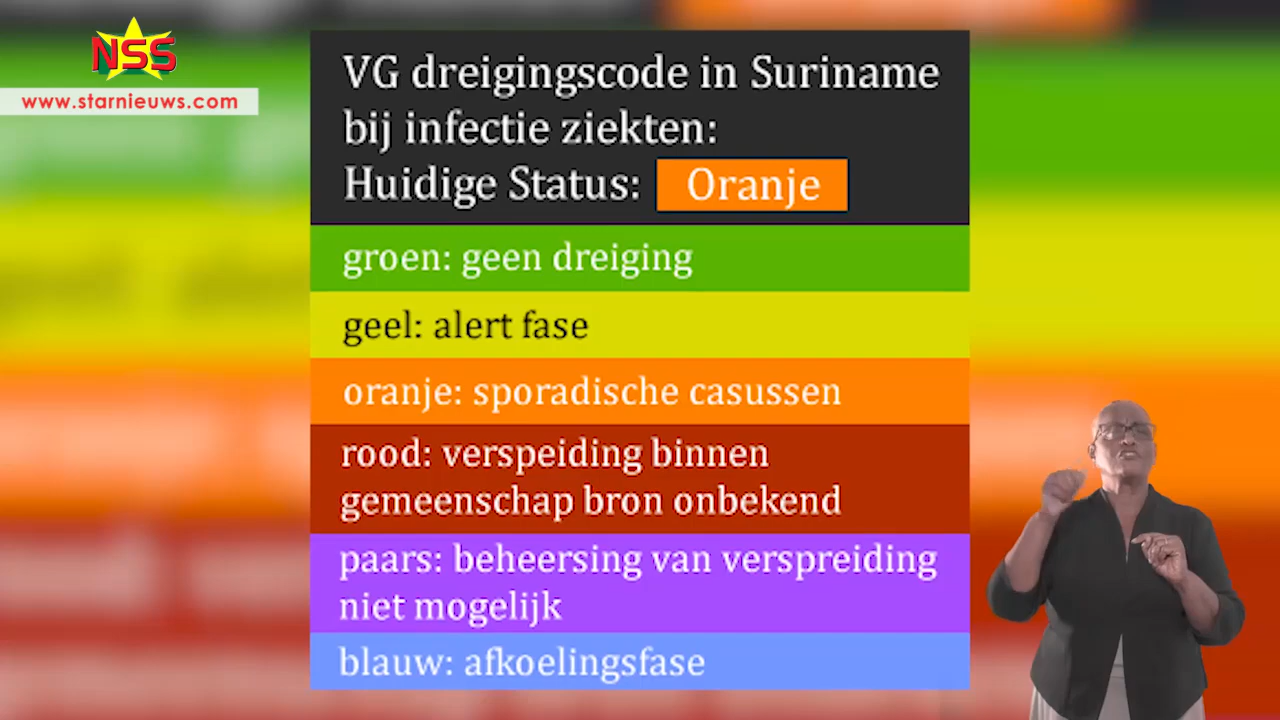 NSS
www.starnieuws.com
VG dreigingscode in Suriname
bij infectie ziekten:
Huidige Status: Oranje
groen: geen dreiging
geel: alert fase
oranje: sporadische casussen
rood: verspeiding binnen
gemeenschap bron onbekend
paars: beheersing van verspreiding
niet mogelijk
blauw: afkoelingsfase